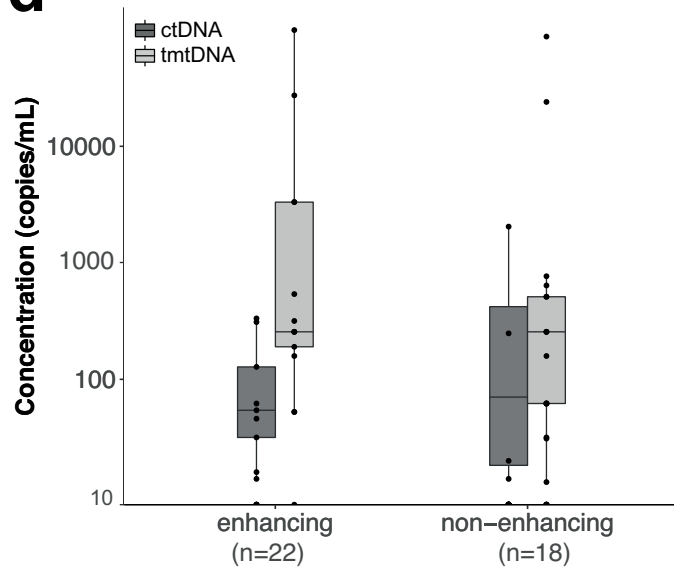 d
ctDNA
tmtDNA
Concentration (copies/mL)
10000
1000
100
10
enhancing
(n=22)
non−enhancing
(n=18)